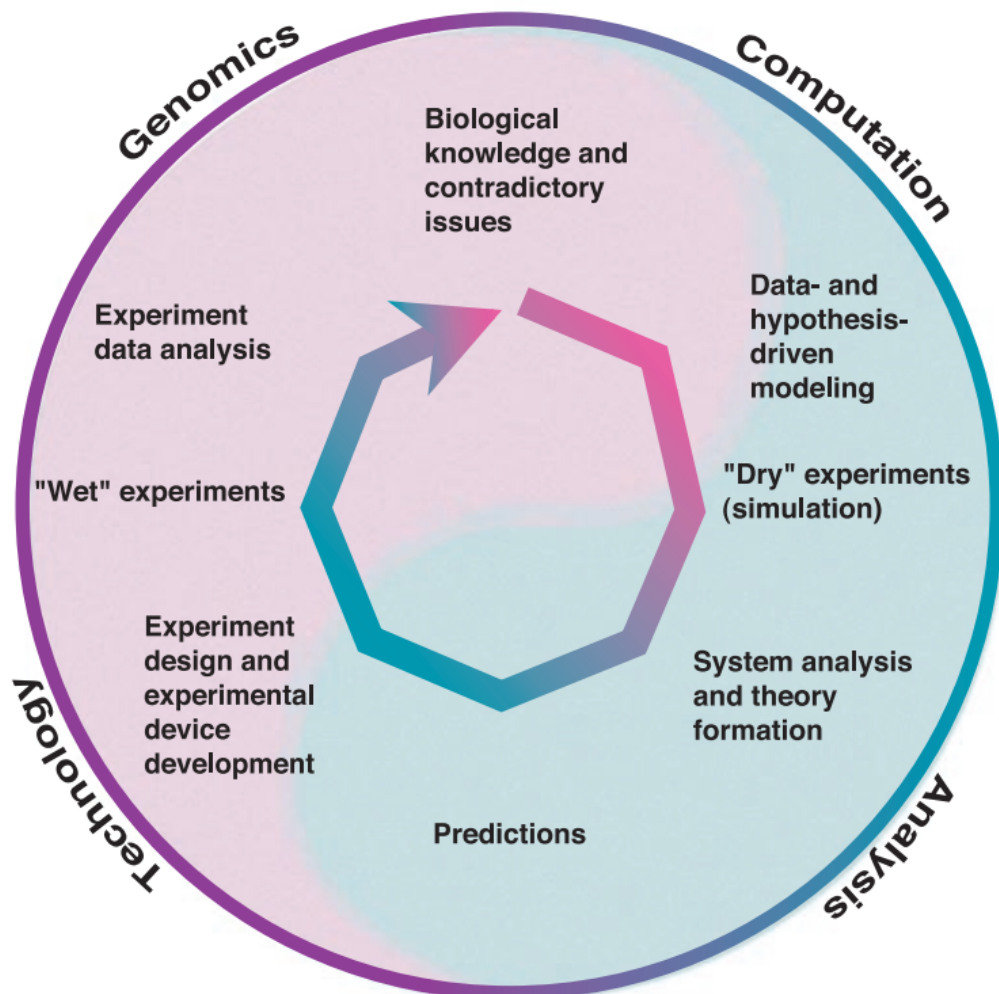 Genomics
Computation
Biological
knowledge and
contradictory
issues
Data- and
hypothesis-
driven
modeling
"Dry" experiments
(simulation)
System analysis
and theory
formation
Analysis
Predictions
Technology
Experiment
design and
experimental
device
development
"Wet" experiments
Experiment
data analysis